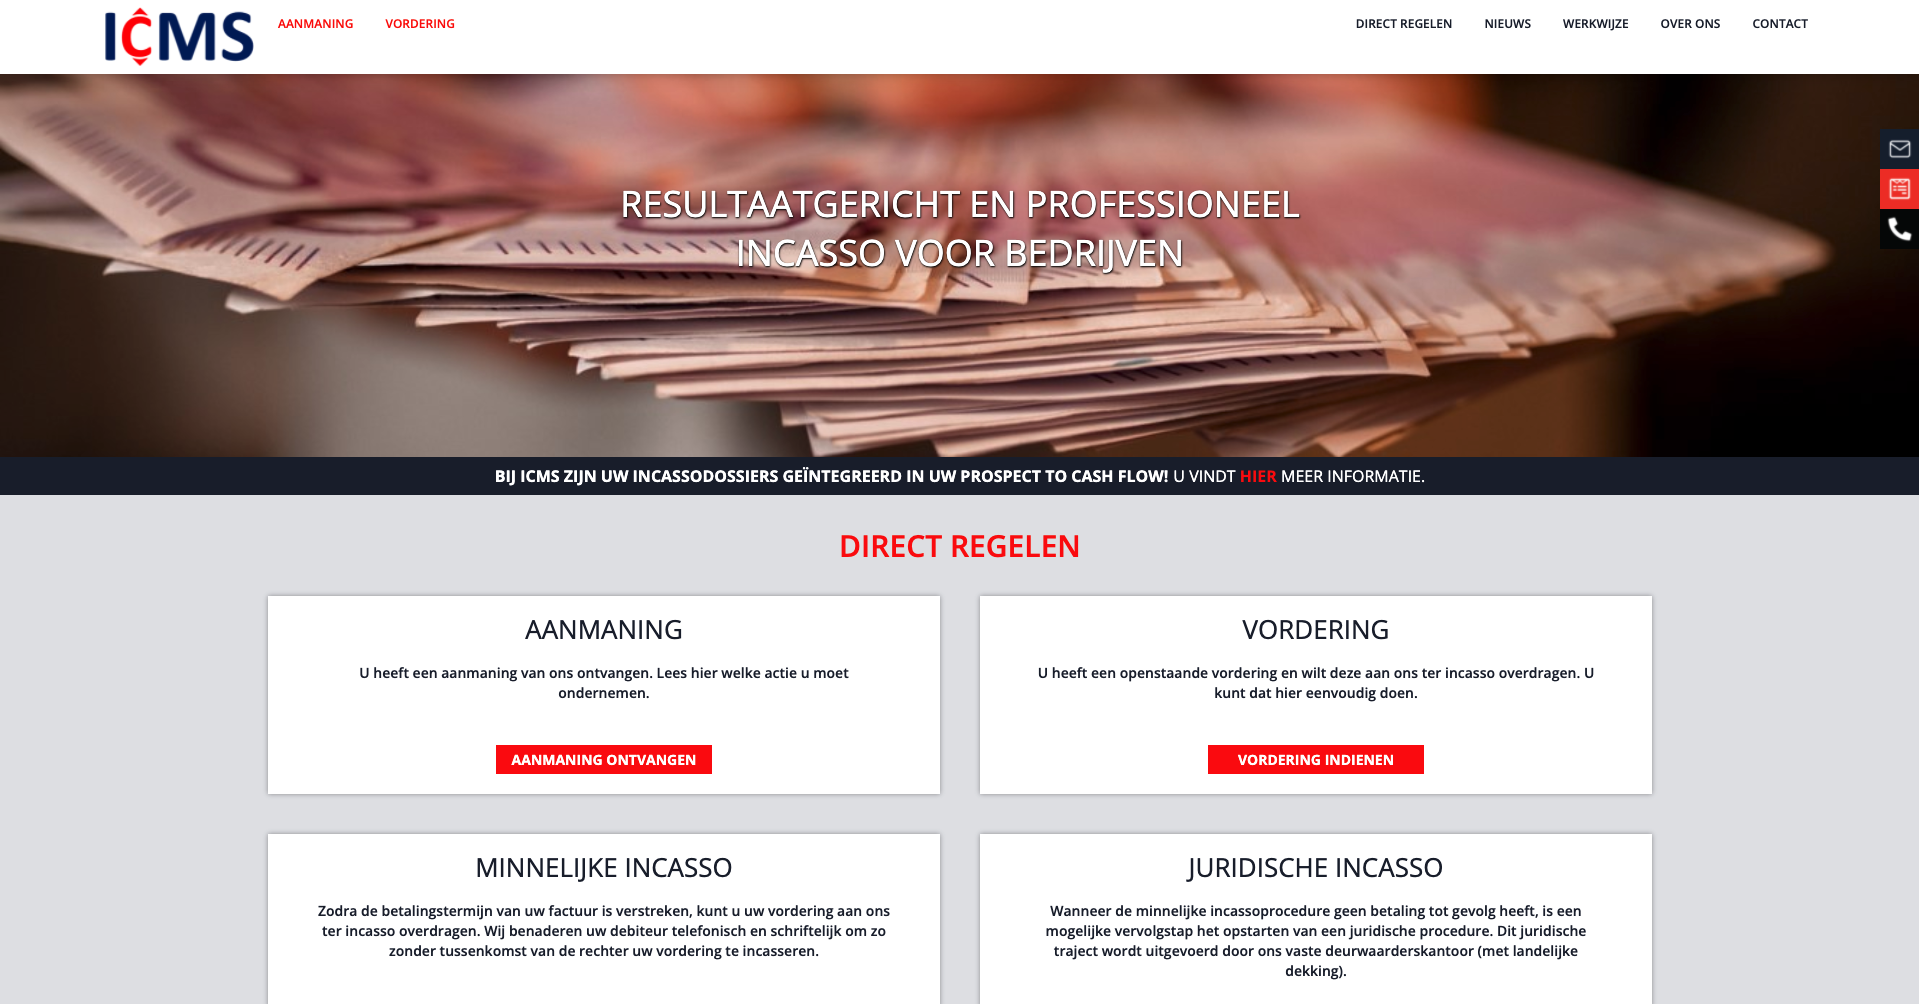 ICMS
AANMANING
VORDERING
DIRECT REGELEN
NIEUWS
WERKWIJZE
OVER ONS
CONTACT
RESULTAATGERICHT EN PROFESSIONEEL
INCASSO VOOR BEDRIJVEN
BIJ ICMS ZIJN UW INCASSODOSSIERS GEÏNTEGREERD IN UW PROSPECT TO CASH FLOW! U VINDT HIER MEER INFORMATIE.
DIRECT REGELEN
AANMANING
U heeft een aanmaning van ons ontvangen. Lees hier welke actie u moet
ondernemen.
AANMANING ONTVANGEN
VORDERING
U heeft een openstaande vordering en wilt deze aan ons ter incasso overdragen. U
kunt dat hier eenvoudig doen.
VORDERING INDIENEN
MINNELIJKE INCASSO
Zodra de betalingstermijn van uw factuur is verstreken, kunt u uw vordering aan ons
ter incasso overdragen. Wij benaderen uw debiteur telefonisch en schriftelijk om zo
zonder tussenkomst van de rechter uw vordering te incasseren.
JURIDISCHE INCASSO
Wanneer de minnelijke incassoprocedure geen betaling tot gevolg heeft, is een
mogelijke vervolgstap het opstarten van een juridische procedure. Dit juridische
traject wordt uitgevoerd door ons vaste deurwaarderskantoor (met landelijke
dekking).